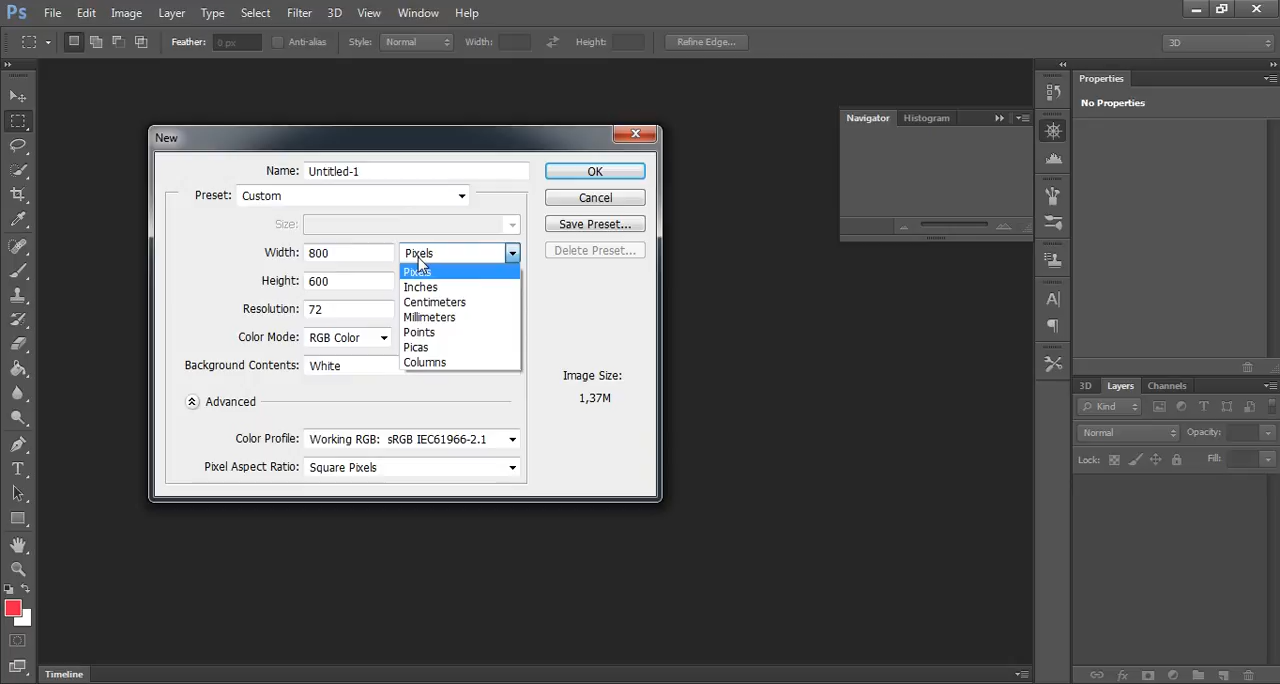 Ps File Edit Image Layer Type Select Filter 3D View Window Help
Feather: 0 px Anti-alias Style: Normal Width: Height: Refine Edge... 3D
New
Name: Untitled-1 OK
Preset: Custom Cancel
Size: Save Preset...
Width: 800 Pixels Delete Preset...
Pixels
Height: 600 Inches
Centimeters
Resolution: 72 Milimeters
Color Mode: RGB Color Points
Picas
Background Contents: White Columns
Image Size:
1,37M
Advanced
Color Profile: Working RGB: sRGB IEC61966-2.1
Pixel Aspect Ratio: Square Pixels
Navigator Histogram
Properties
No Properties
3D Layers Channels
Kind
Normal Opacity:
Lock: Fill:
Timeline